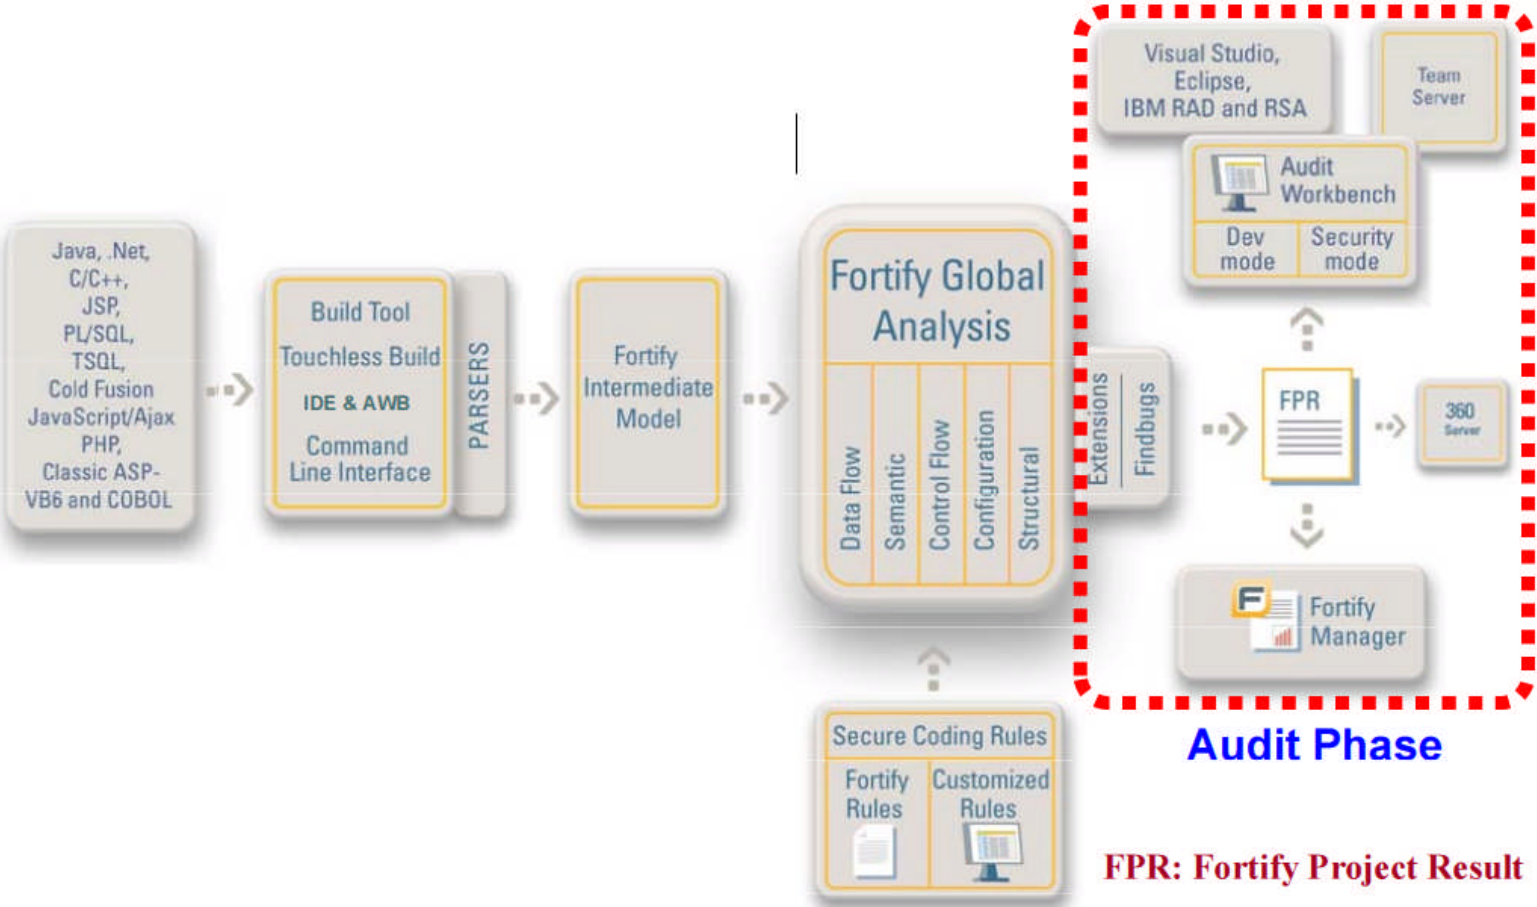 Java, .Net,
C/C++,
JSP,
PL/SQL,
TSQL,
Cold Fusion
JavaScript/Ajax
PHP,
Classic ASP-
VB6 and COBOL
Build Tool
Touchless Build
IDE & AWB
Command
Line Interface
PARSERS
Fortify
Intermediate
Model
Fortify Global
Analysis
Data Flow
Semantic
Control Flow
Configuration
Structural
Extensions
Findbugs
Secure Coding Rules
Fortify
Rules
Customized
Rules
Visual Studio,
Eclipse,
IBM RAD and RSA
Team
Server
Audit
Workbench
Dev
mode
Security
mode
FPR
360
Server
F
Fortify
Manager
Audit Phase
FPR: Fortify Project Result